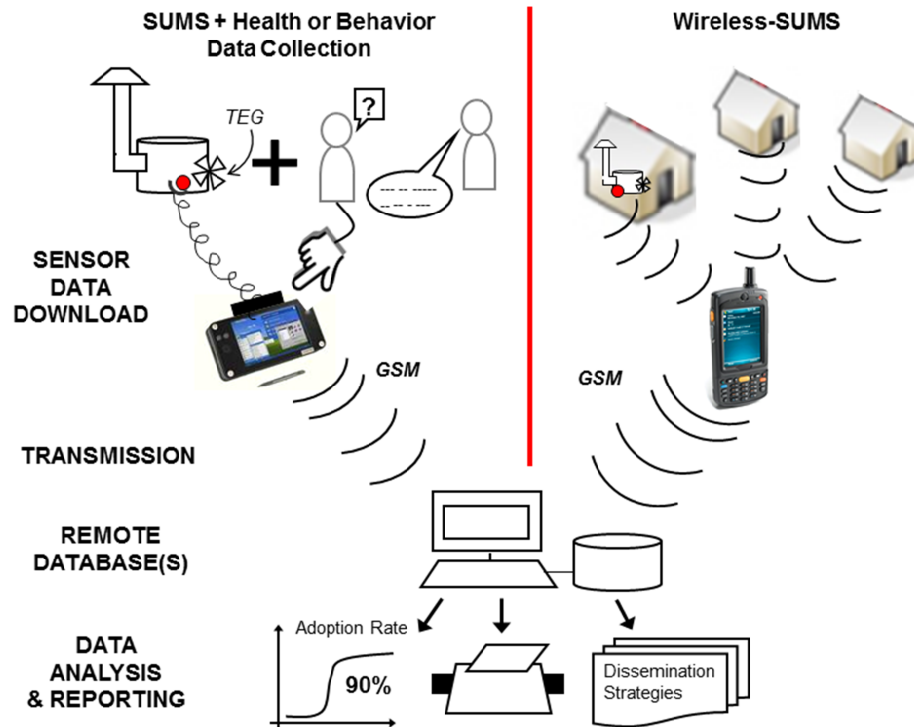 SUMS + Health or Behavior
Data Collection
Wireless-SUMS
TEG
?
SENSOR
DATA
DOWNLOAD
GSM
GSM
TRANSMISSION
REMOTE
DATABASE(S)
DATA
ANALYSIS
& REPORTING
Adoption Rate
90%
Dissemination
Strategies